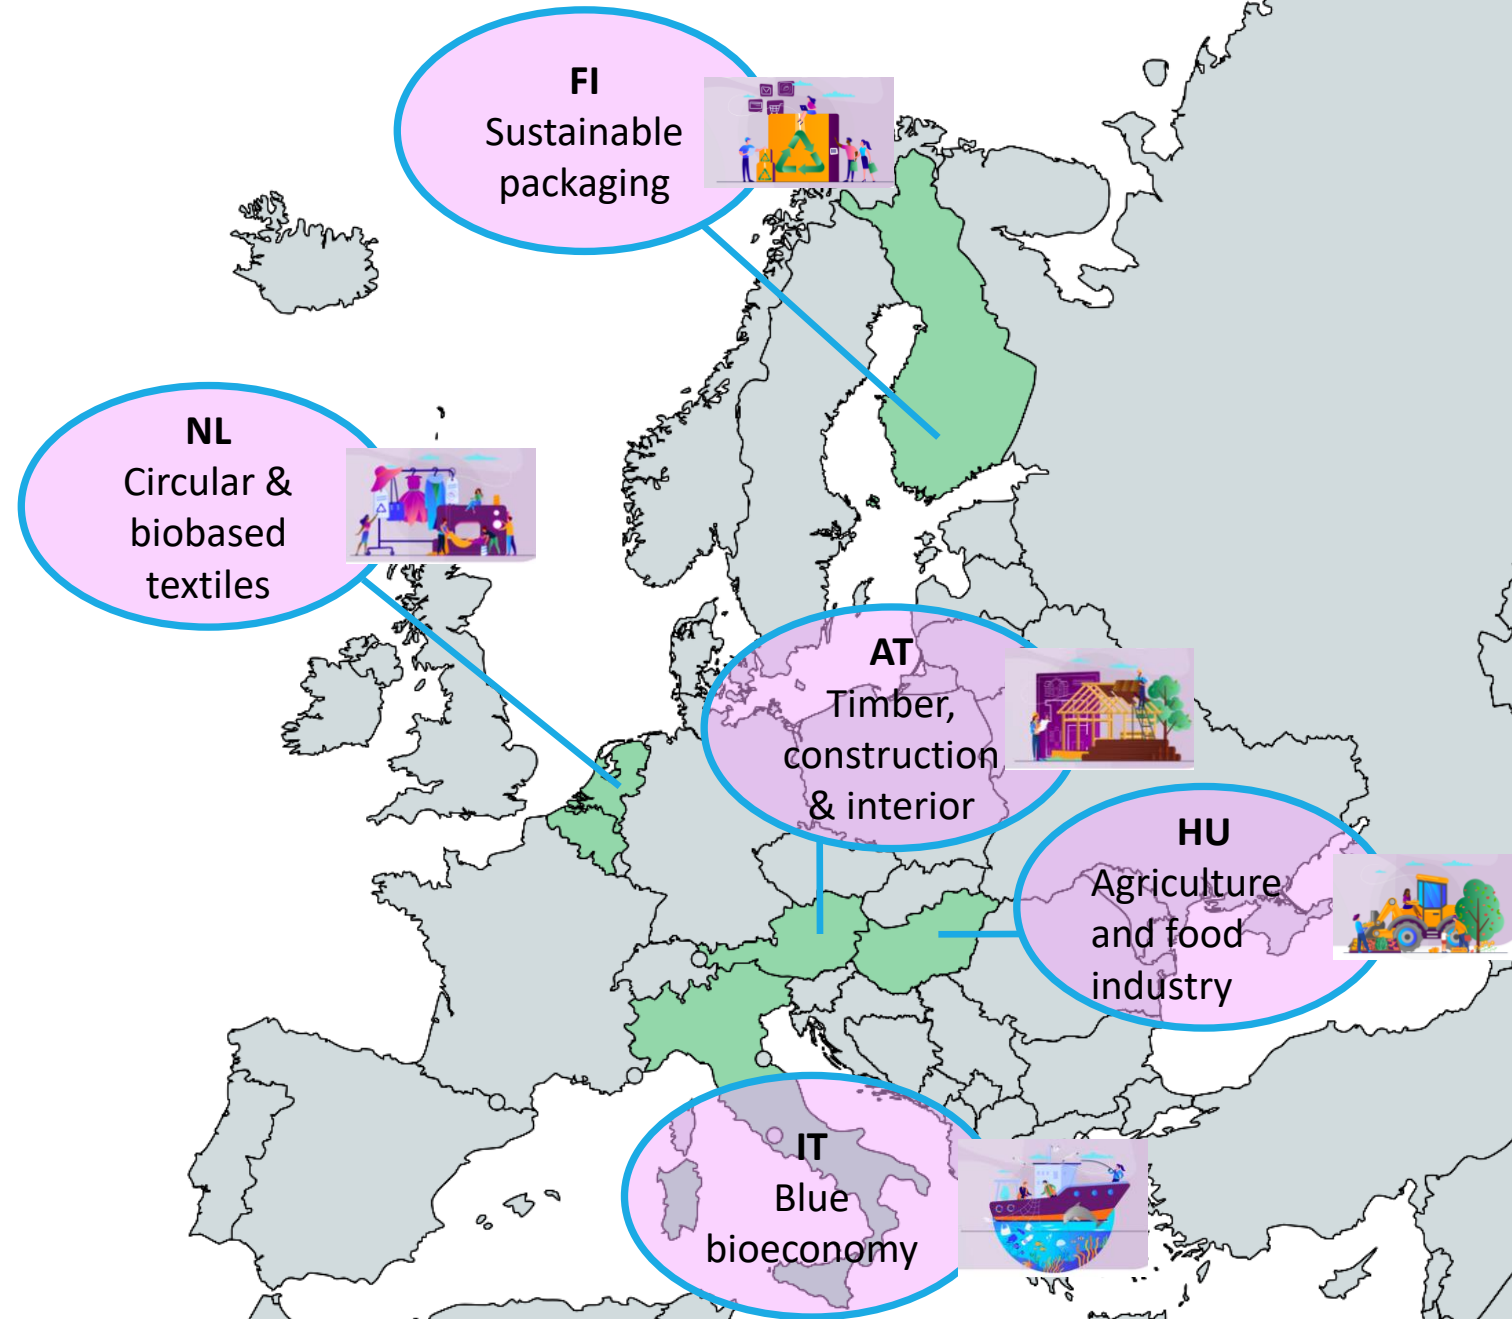 FI
Sustainable
packaging
NL
Circular &
biobased
textiles
AT
Timber,
construction
& interior
HU
Agriculture
and food
industry
IT
Blue
bioeconomy